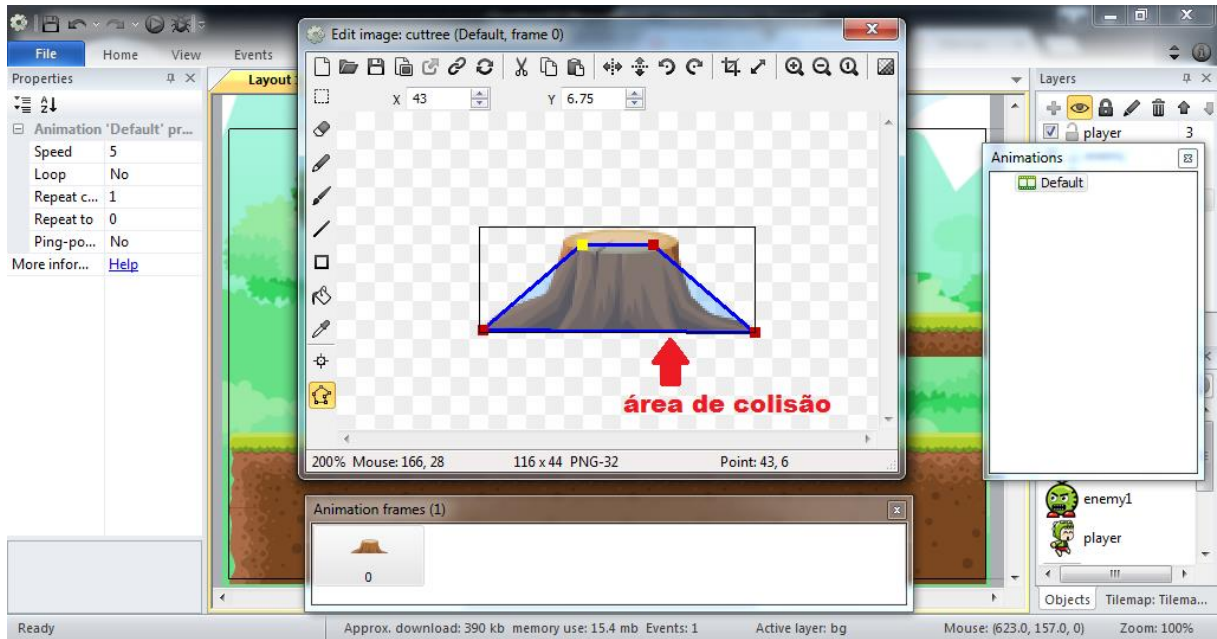 Edit image: cuttree (Default, frame 0)
File Home View Events
Properties
Layout
Layers
X 43 Y 6.75
Animation 'Default' pr...
Speed 5
Loop No
Repeat c... 1
Repeat to 0
Ping-po... No
More infor... Help
player 3
Animations
Default
área de colisão
200% Mouse: 166, 28 116 x 44 PNG-32 Point: 43, 6
Animation frames (1)
0
enemy1
player
Objects Tilemap: Tilema...
Ready Approx. download: 390 kb memory use: 15.4 mb Events: 1 Active layer: bg Mouse: (623.0, 157.0, 0) Zoom: 100%